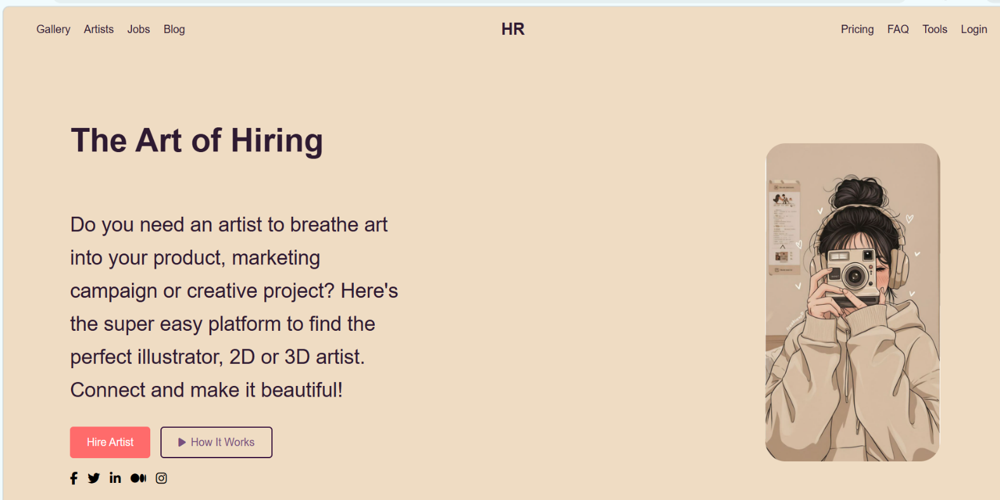 Gallery Artists Jobs Blog HR Pricing FAQ Tools Login
The Art of Hiring
Do you need an artist to breathe art
into your product, marketing
campaign or creative project? Here's
the super easy platform to find the
perfect illustrator, 2D or 3D artist.
Connect and make it beautiful!
Hire Artist How It Works